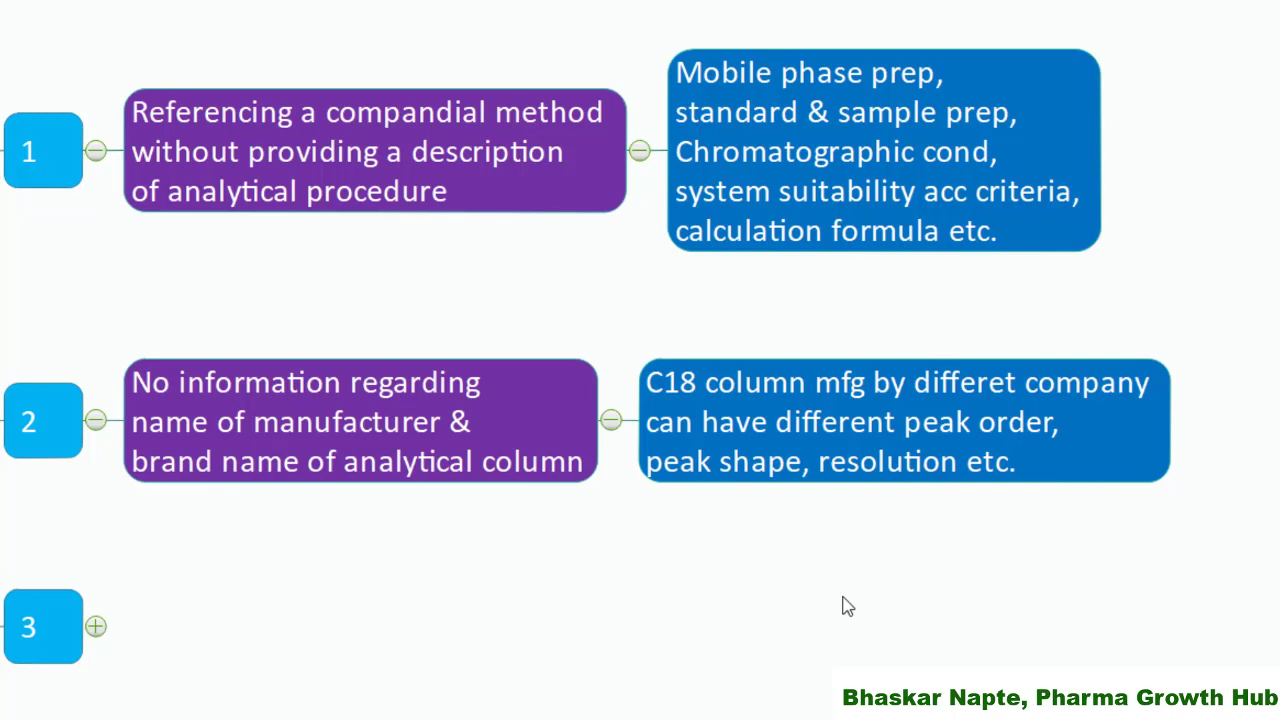 1
Referencing a compandial method
without providing a description
of analytical procedure
Mobile phase prep,
standard & sample prep,
Chromatographic cond,
system suitability acc criteria,
calculation formula etc.
2
No information regarding
name of manufacturer &
brand name of analytical column
C18 column mfg by differet company
can have different peak order,
peak shape, resolution etc.
3
Bhaskar Napte, Pharma Growth Hub